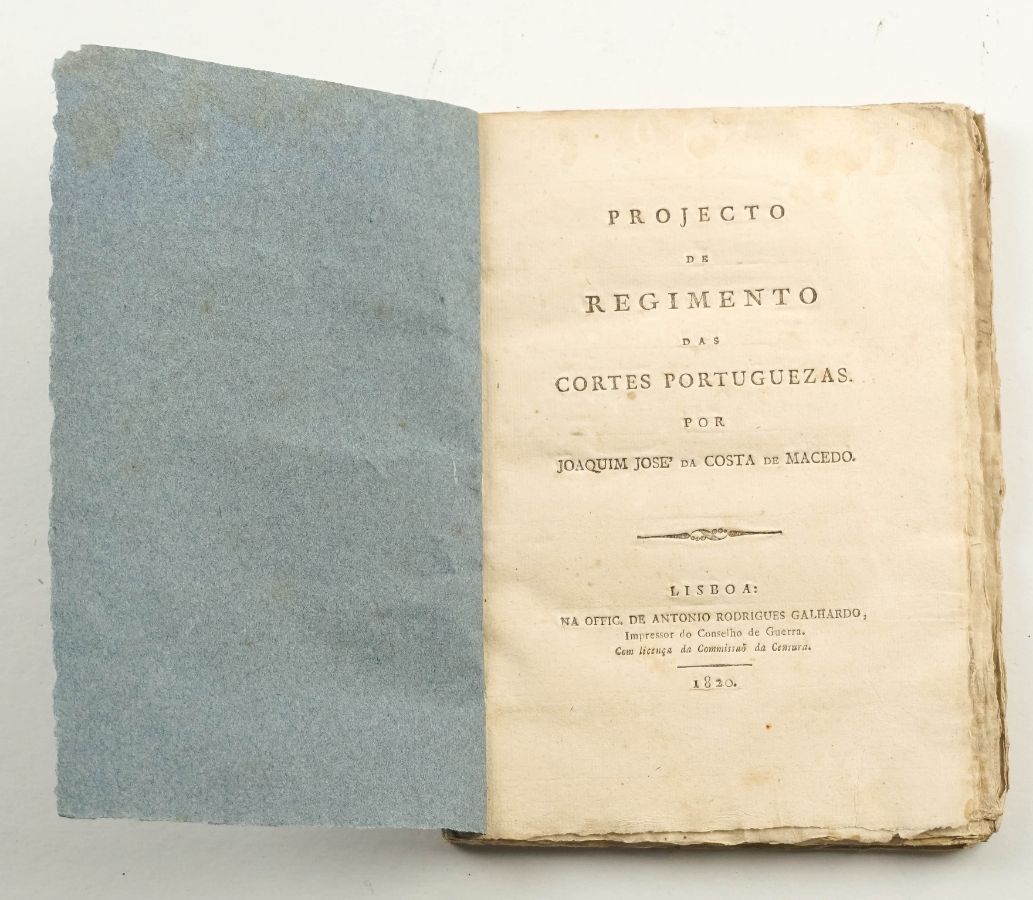 PROJECTO
DE
REGIMENTO
DAS
CORTES PORTUGUEZAS.
POR
JOAQUIM JOSE' DA COSTA DE MACEDO.
LISBOA:
NA OFFIC. DE ANTONIO RODRIGUES GALHARDO,
Impressor do Conselho de Guerra.
Com licença da Commissaõ da Censura.
1820.